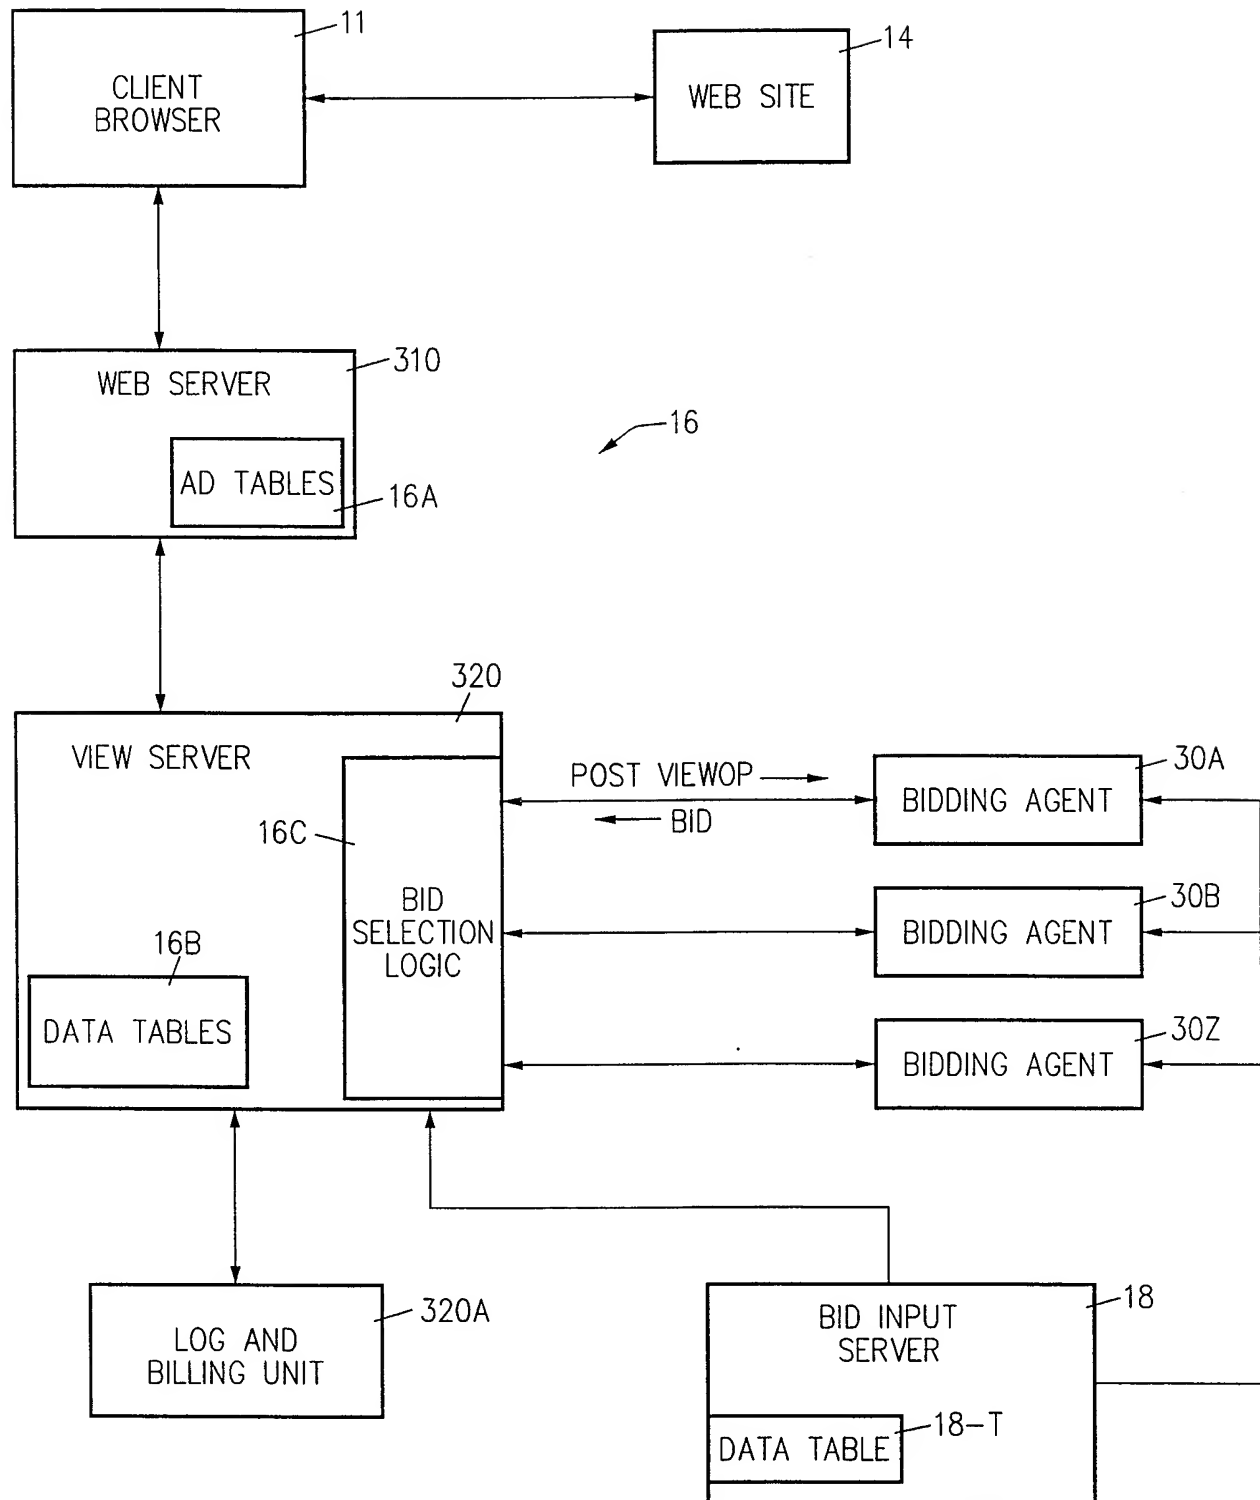 11
CLIENT
BROWSER
14
WEB SITE
310
WEB SERVER
AD TABLES
16A
16
320
VIEW SERVER
16C
BID
SELECTION
LOGIC
16B
DATA TABLES
POST VIEWOP
BID
30A
BIDDING AGENT
30B
BIDDING AGENT
30Z
BIDDING AGENT
320A
LOG AND
BILLING UNIT
18
BID INPUT
SERVER
18-T
DATA TABLE